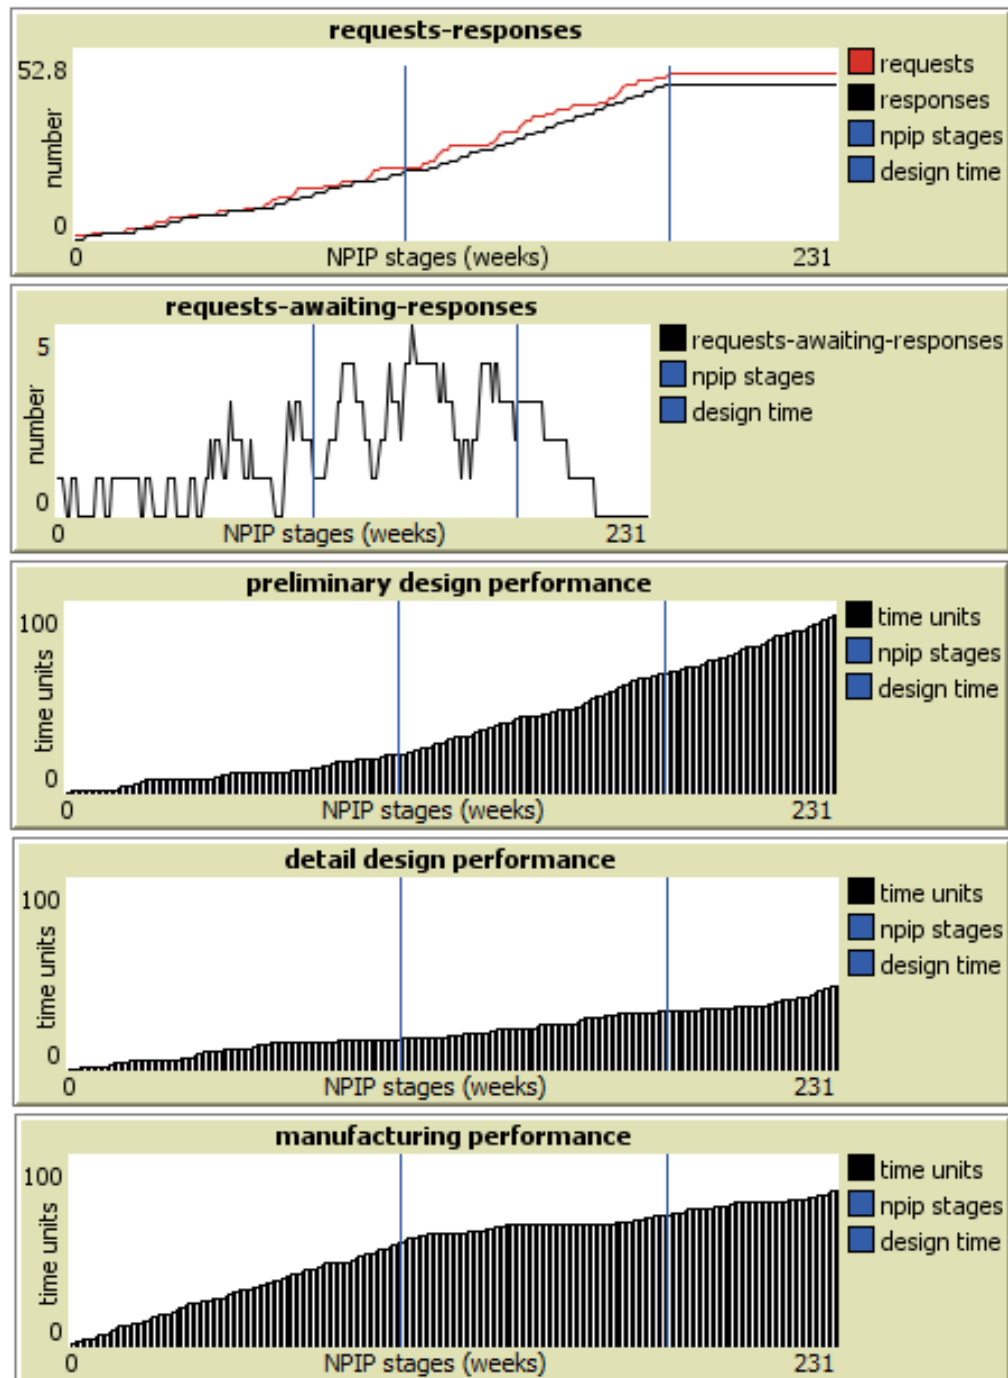 requests-responses
52.8
number
0
0
NPIP stages (weeks)
231
requests
responses
npip stages
design time
requests-awaiting-responses
5
number
0
0
NPIP stages (weeks)
231
requests-awaiting-responses
npip stages
design time
preliminary design performance
100
time units
0
0
NPIP stages (weeks)
231
time units
npip stages
design time
detail design performance
100
time units
0
0
NPIP stages (weeks)
231
time units
npip stages
design time
manufacturing performance
100
time units
0
0
NPIP stages (weeks)
231
time units
npip stages
design time